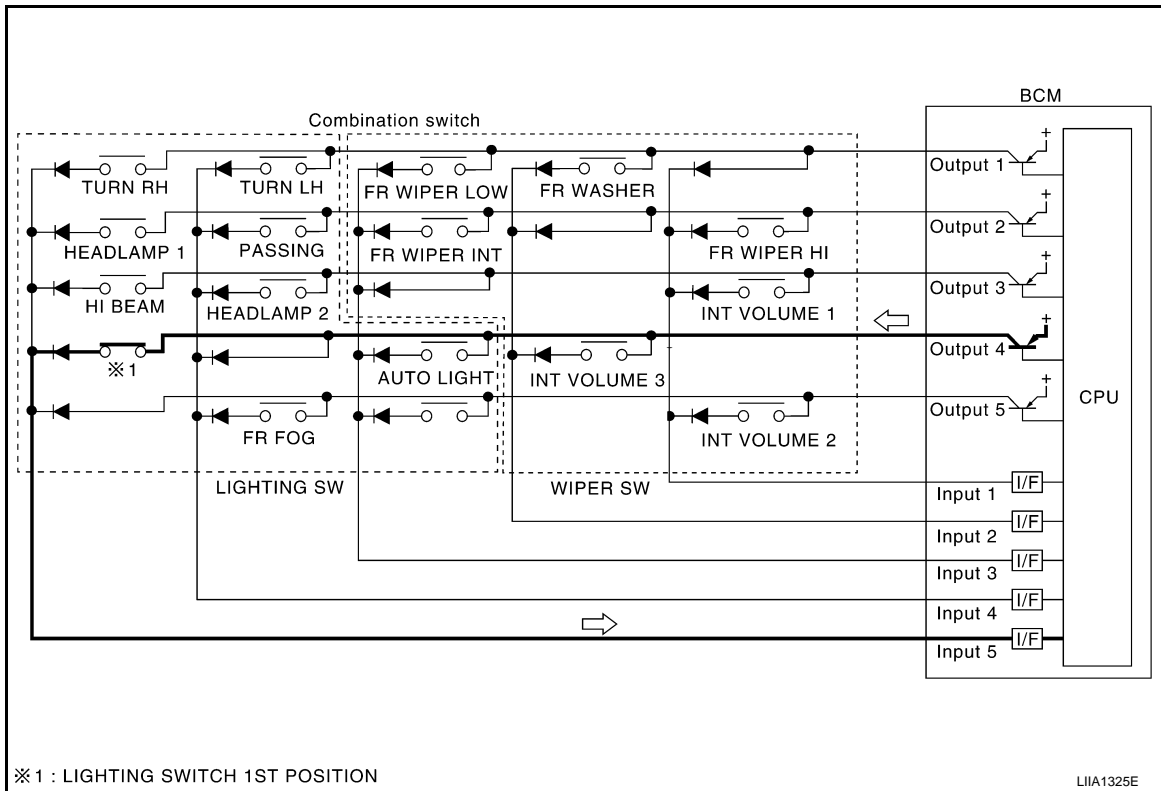 BCM
Combination switch
Output 1
TURN RH
TURN LH
FR WIPER LOW
FR WASHER
Output 2
HEADLAMP 1
PASSING
FR WIPER INT
FR WIPER HI
Output 3
HI BEAM
HEADLAMP 2
INT VOLUME 1
Output 4
※1
AUTO LIGHT
INT VOLUME 3
CPU
Output 5
FR FOG
INT VOLUME 2
LIGHTING SW
WIPER SW
Input 1
I/F
Input 2
I/F
Input 3
I/F
Input 4
I/F
Input 5
I/F
+
+
+
+
+
※1 : LIGHTING SWITCH 1ST POSITION
LIIA1325E